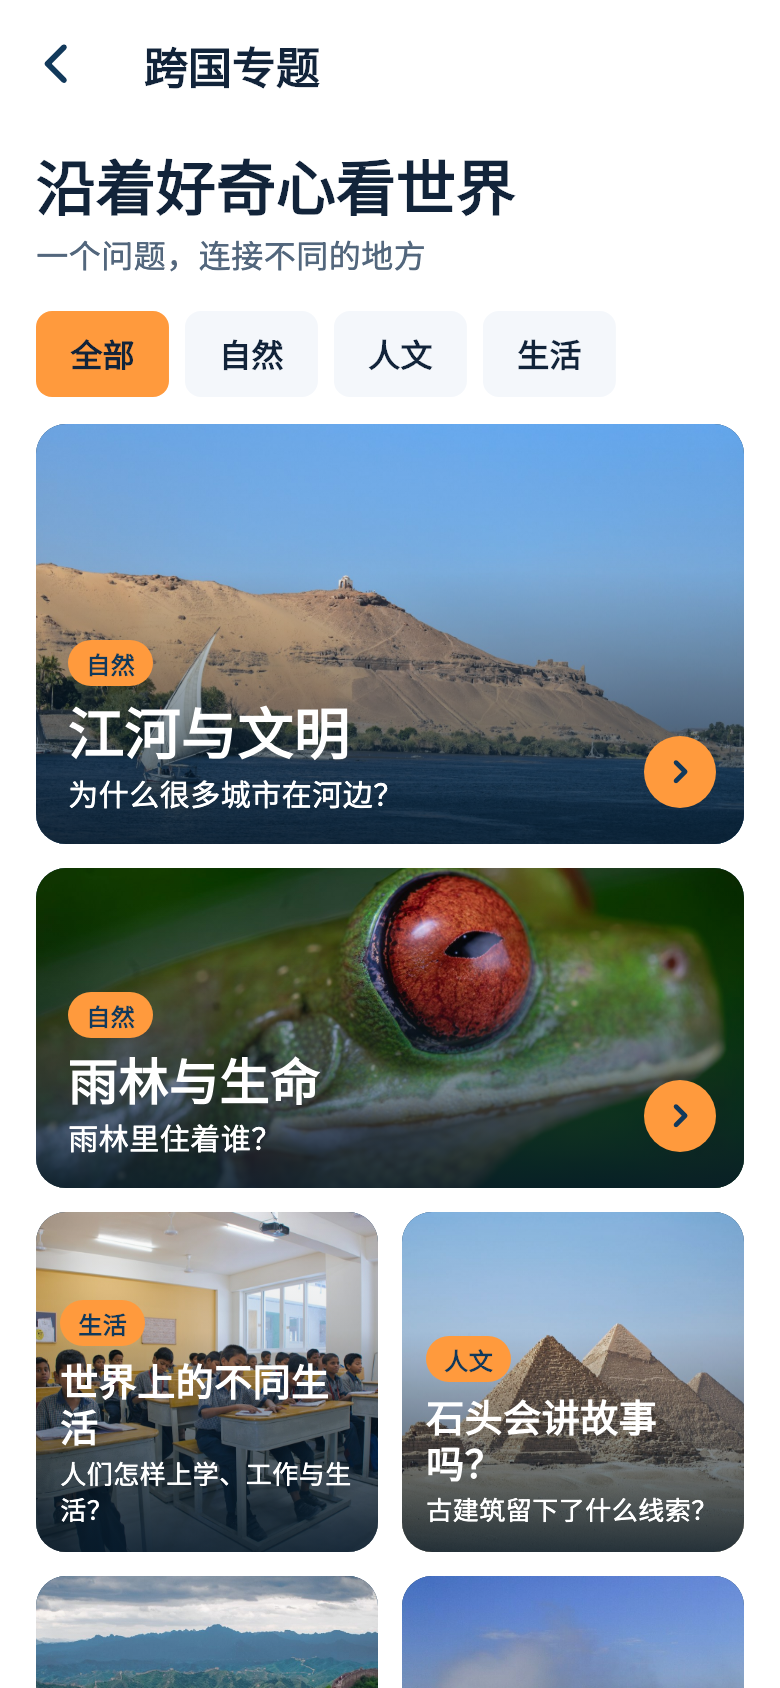 跨国专题
沿着好奇心看世界
一个问题，连接不同的地方
全部
自然
人文
生活
自然
江河与文明
为什么很多城市在河边？
自然
雨林与生命
雨林里住着谁？
生活
世界上的不同生
活
人们怎样上学、工作与生
活？
人文
石头会讲故事
吗？
古建筑留下了什么线索？